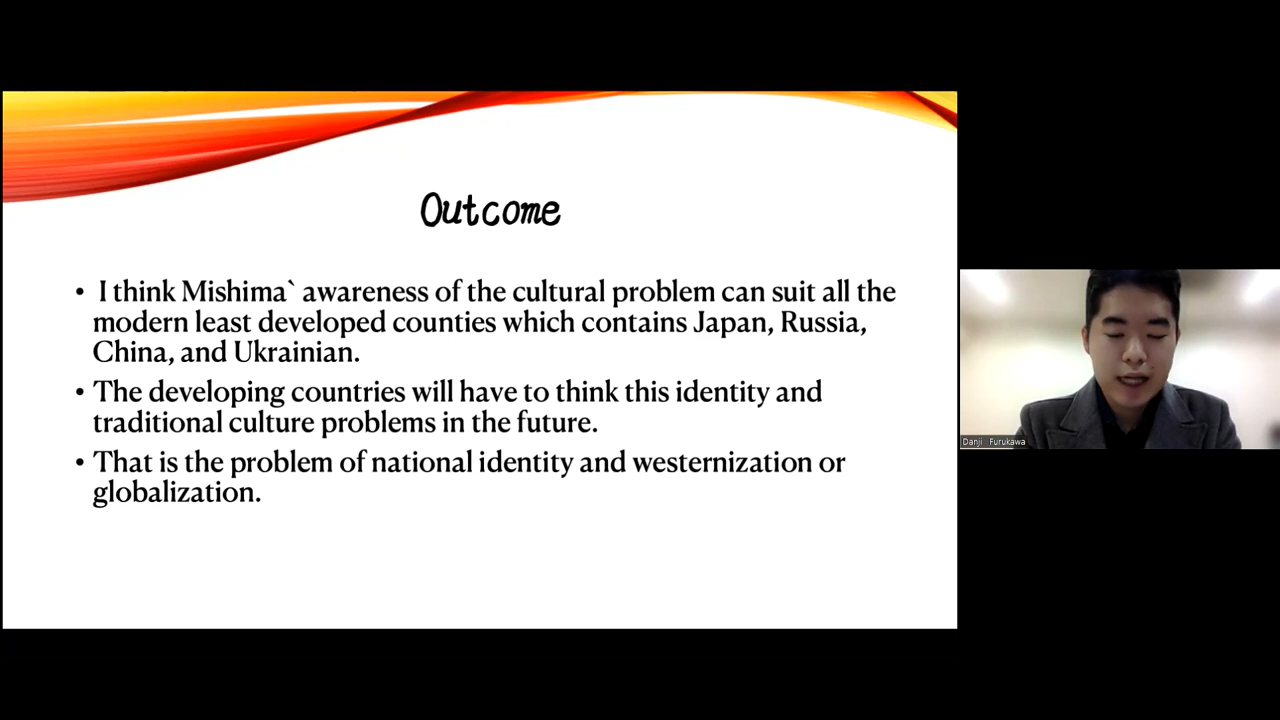 Outcome
• I think Mishima` awareness of the cultural problem can suit all the
modern least developed counties which contains Japan, Russia,
China, and Ukrainian.
• The developing countries will have to think this identity and
traditional culture problems in the future.
• That is the problem of national identity and westernization or
globalization.
Danji Furukawa